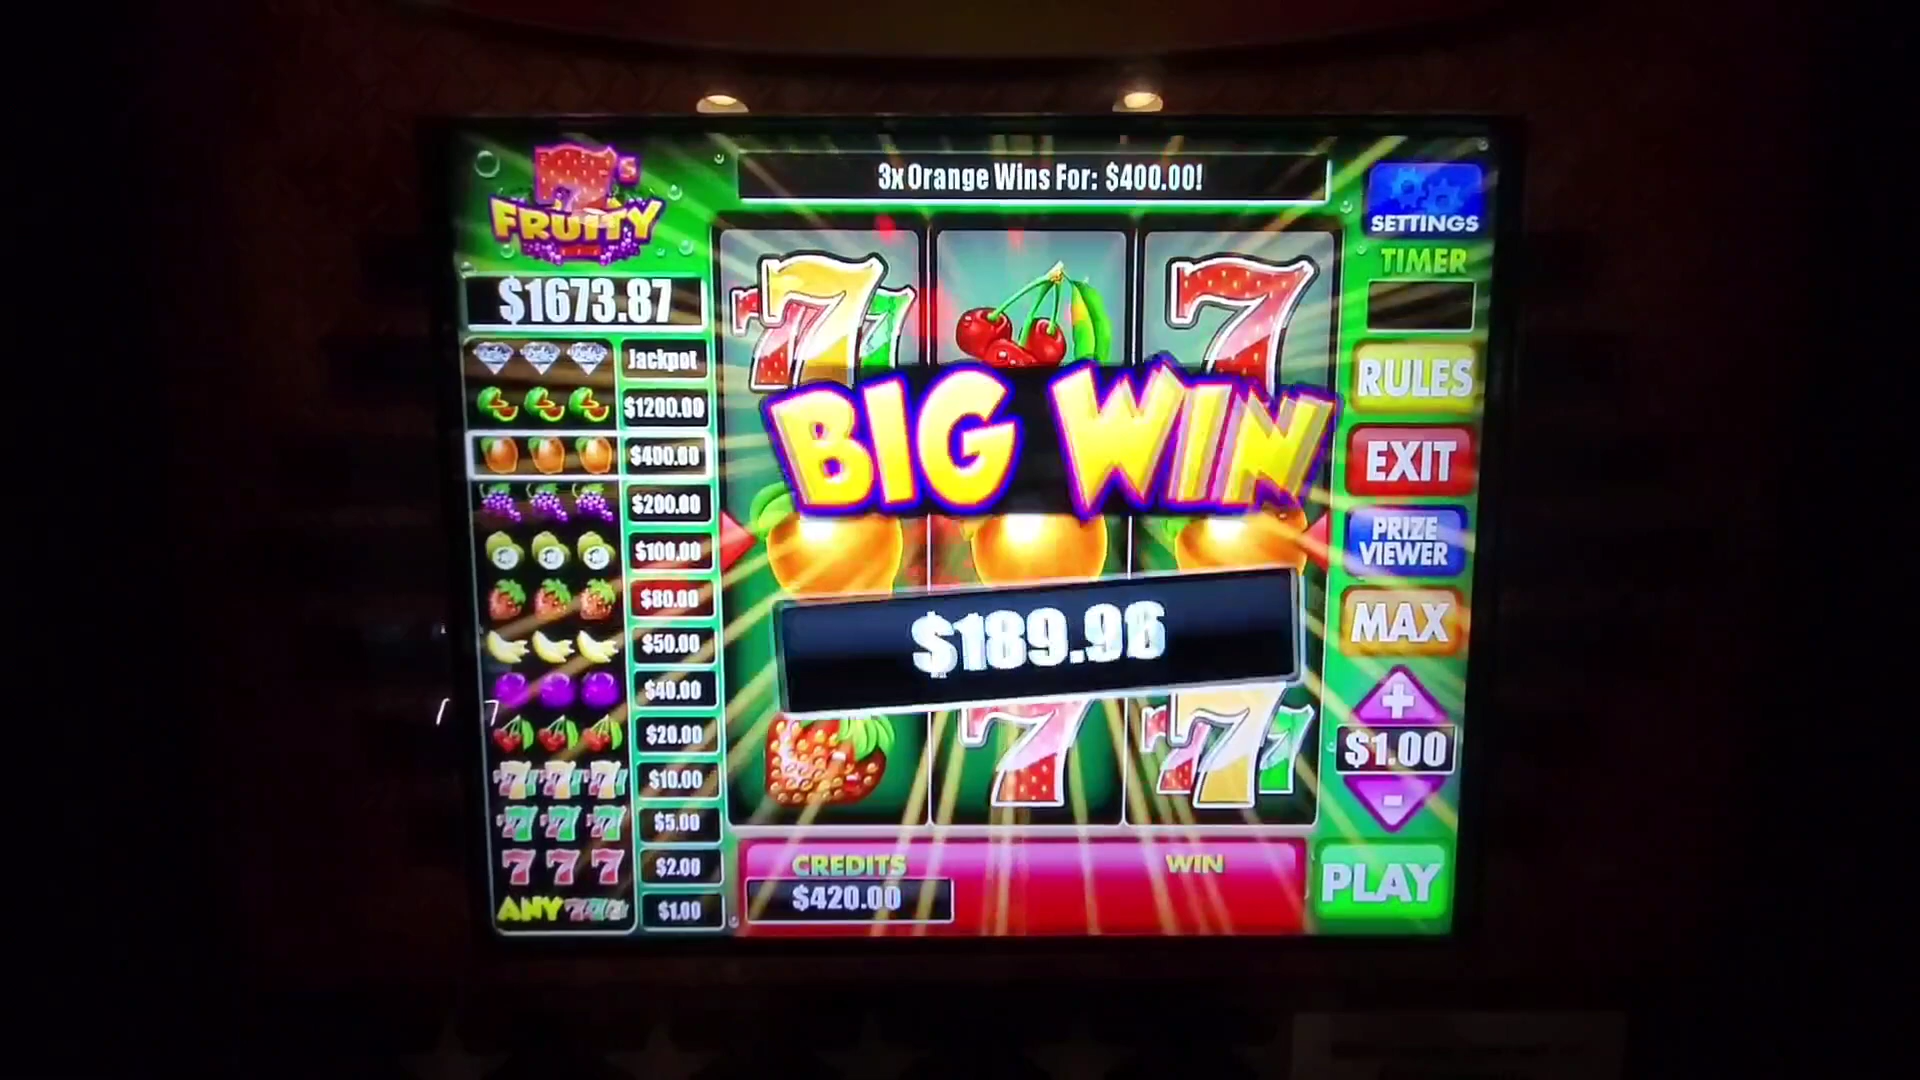 3x Orange Wins For: $400.00!
7's
FRUITY
SETTINGS
TIMER
$1673.87
Jackpot
$1200.00
$400.00
$200.00
$100.00
$80.00
$50.00
$40.00
$20.00
$10.00
$5.00
$2.00
ANY 777
$1.00
BIG WIN
RULES
EXIT
PRIZE
VIEWER
MAX
+
$1.00
-
PLAY
CREDITS
$420.00
WIN